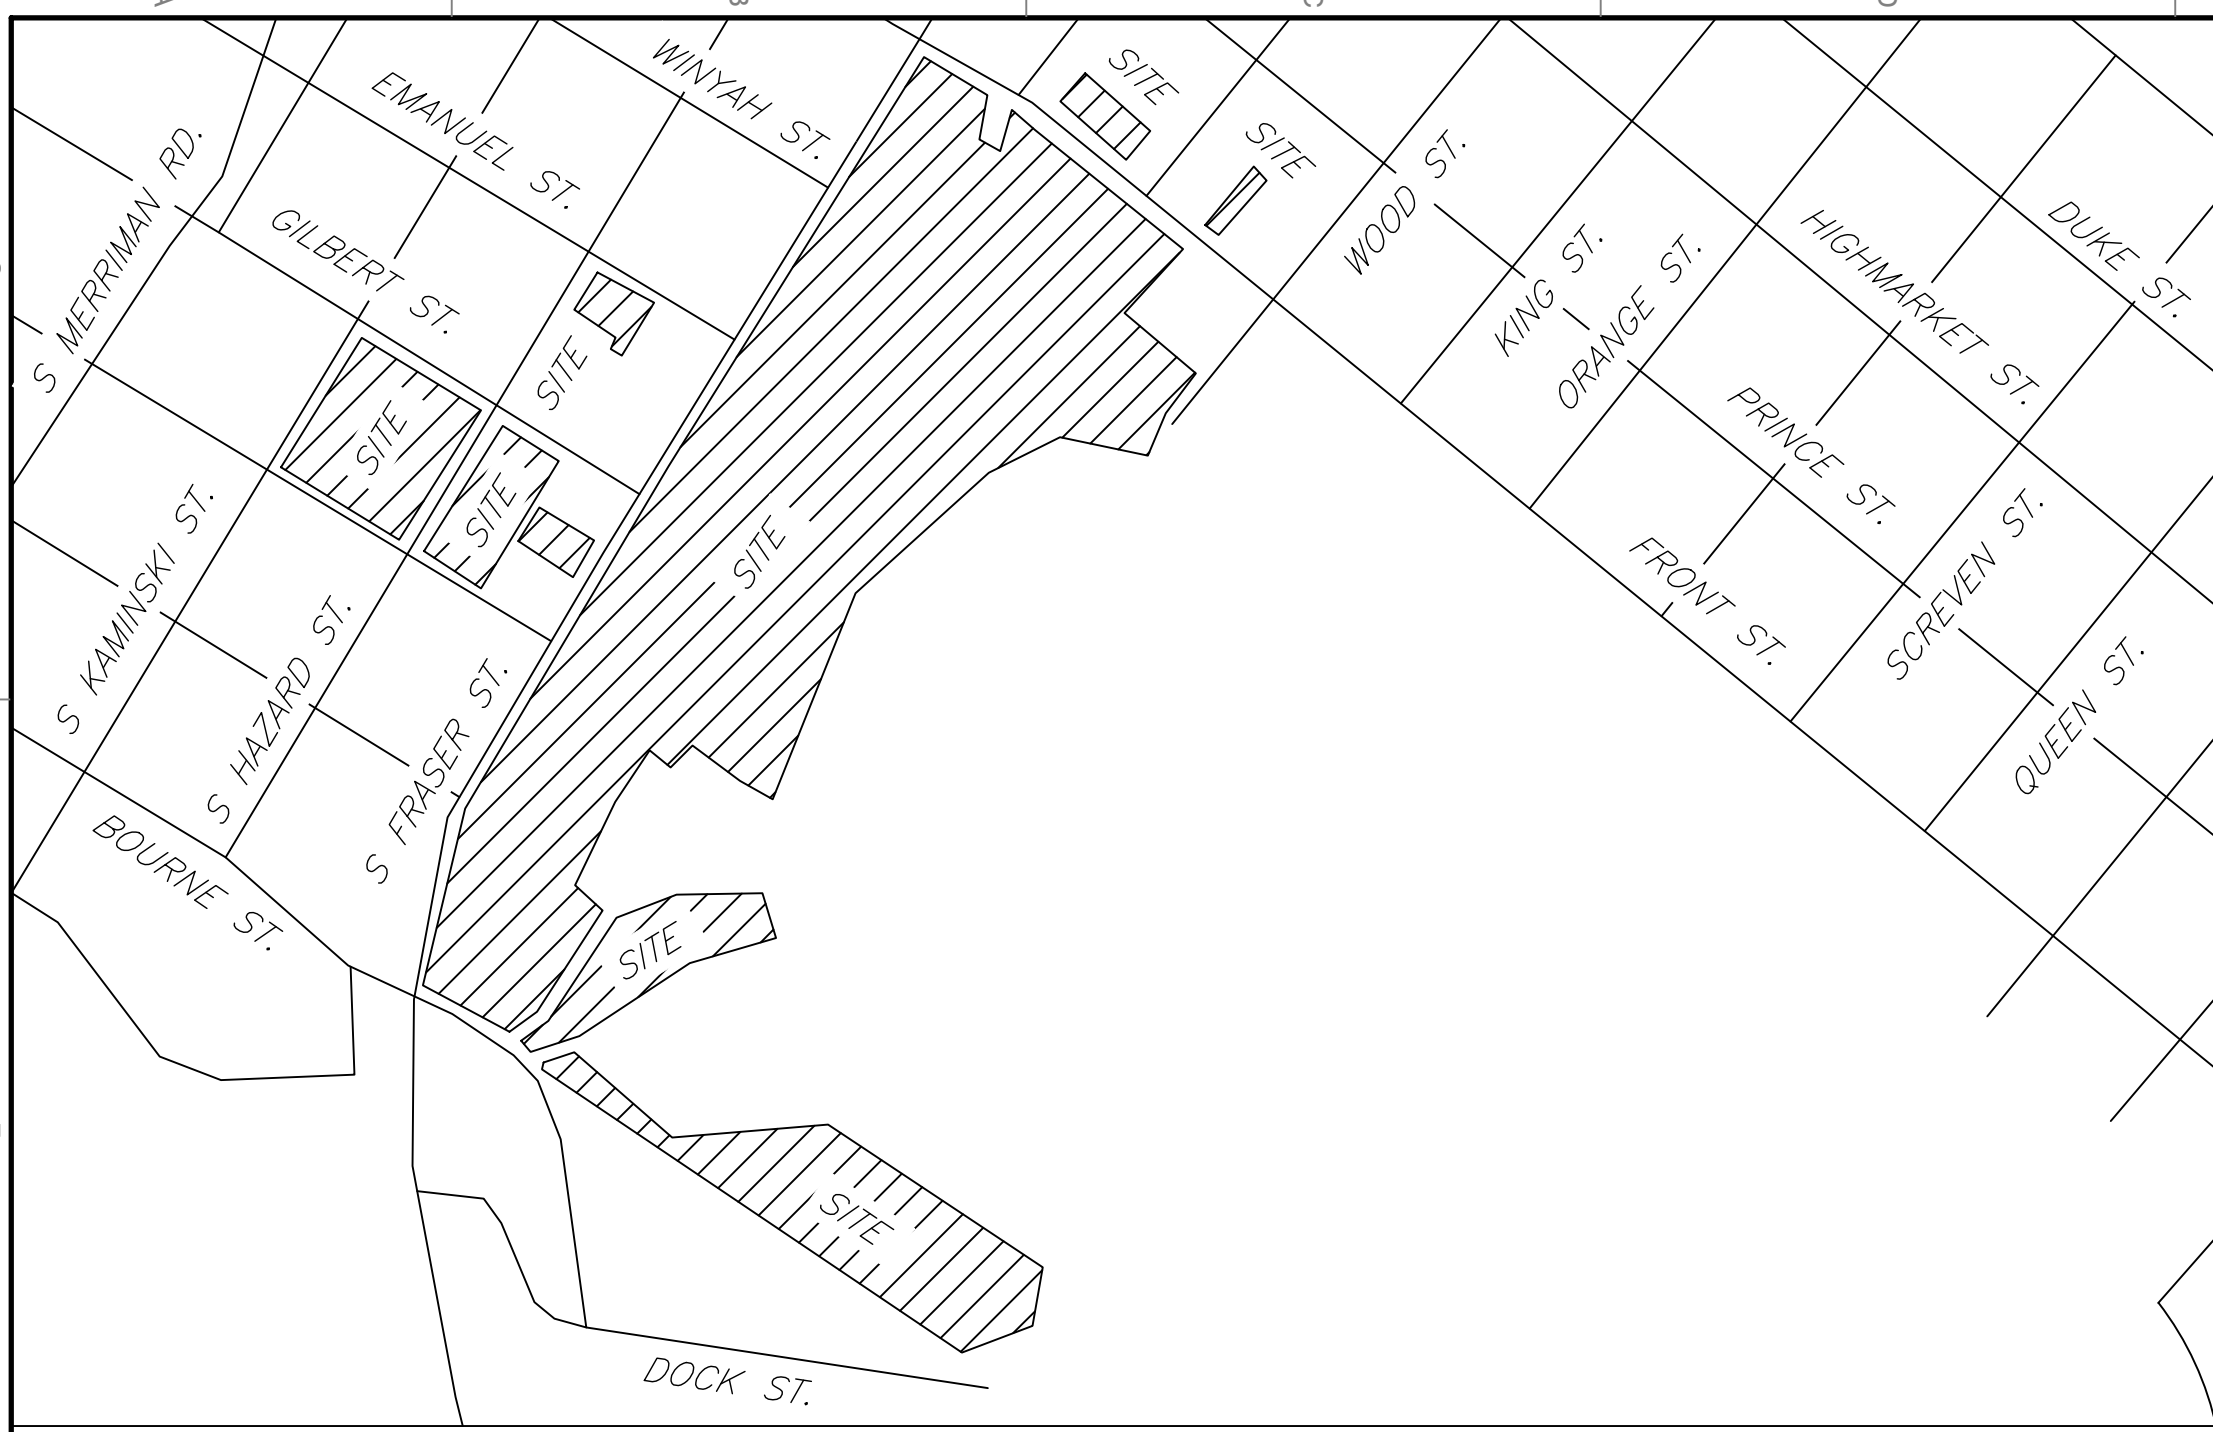 A
B
C
D
WINYAH ST.
SITE
EMANUEL ST.
SITE
S MERRIMAN RD.
WOOD ST.
GILBERT ST.
DUKE ST.
HIGHMARKET ST.
KING ST.
ORANGE ST.
SITE
SITE
PRINCE ST.
SITE
SITE
S KAMINSKI ST.
FRONT ST.
SCREVEN ST.
S HAZARD ST.
QUEEN ST.
S FRASER ST.
BOURNE ST.
SITE
SITE
DOCK ST.